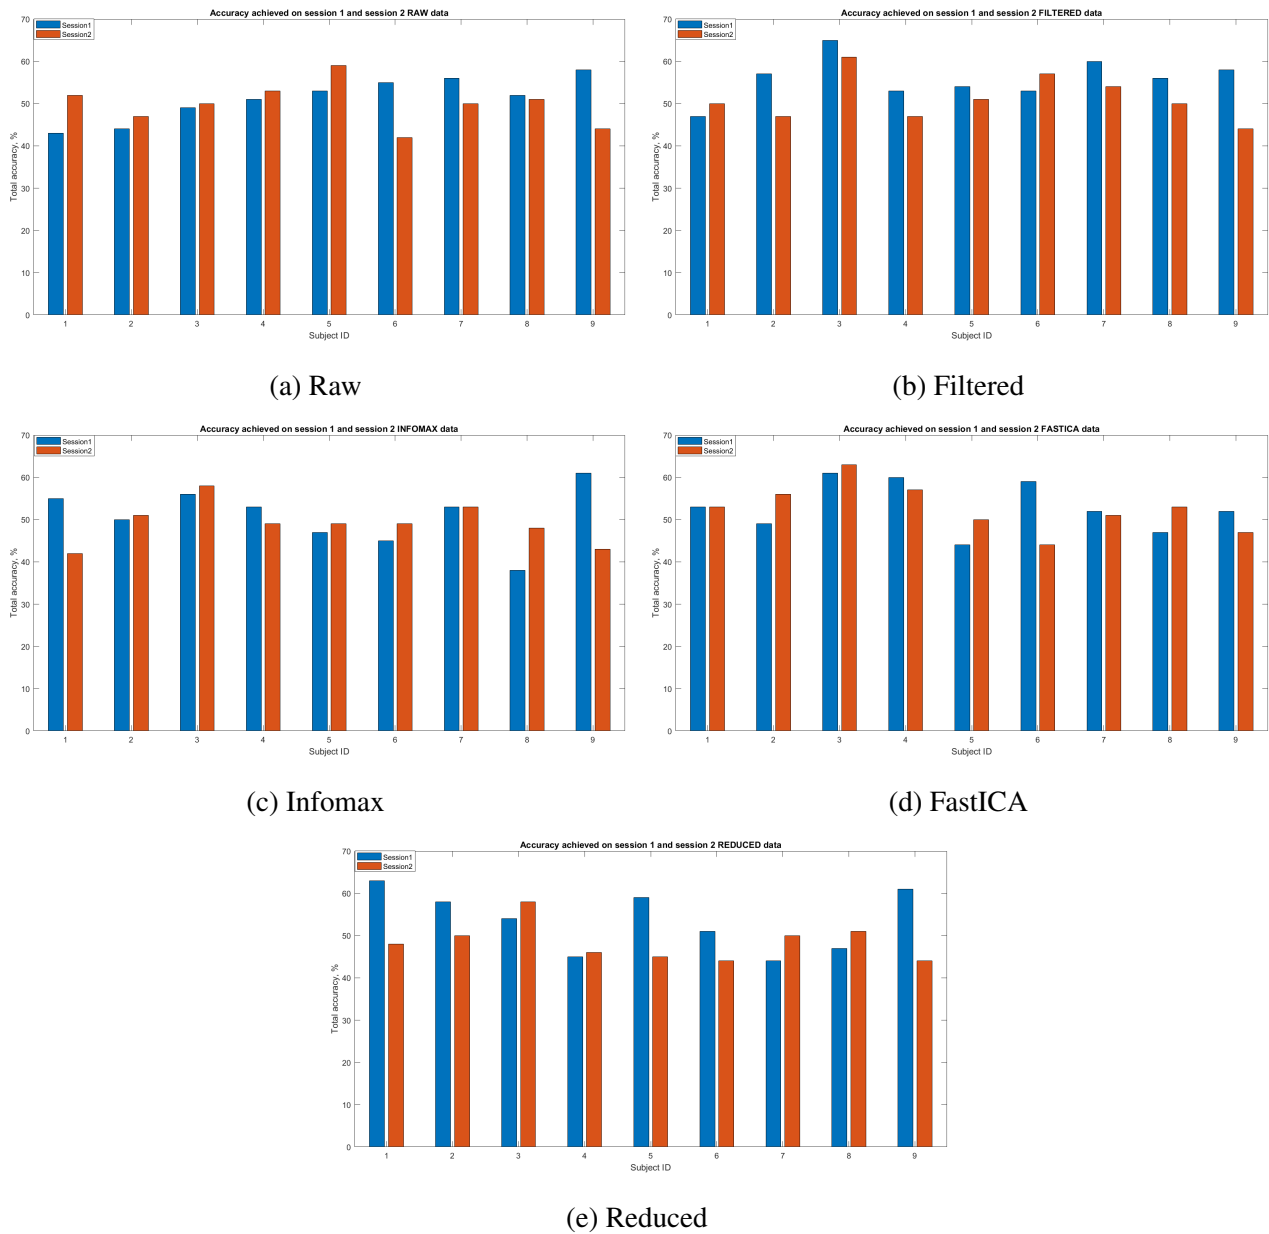 Accuracy achieved on session 1 and session 2 RAW data
Session1
Session2
Total accuracy, %
70
60
50
40
30
20
10
0
1 2 3 4 5 6 7 8 9
Subject ID
(a) Raw
Accuracy achieved on session 1 and session 2 FILTERED data
Session1
Session2
Total accuracy, %
70
60
50
40
30
20
10
0
1 2 3 4 5 6 7 8 9
Subject ID
(b) Filtered
Accuracy achieved on session 1 and session 2 INFOMAX data
Session1
Session2
Total accuracy, %
70
60
50
40
30
20
10
0
1 2 3 4 5 6 7 8 9
Subject ID
(c) Infomax
Accuracy achieved on session 1 and session 2 FASTICA data
Session1
Session2
Total accuracy, %
70
60
50
40
30
20
10
0
1 2 3 4 5 6 7 8 9
Subject ID
(d) FastICA
Accuracy achieved on session 1 and session 2 REDUCED data
Session1
Session2
Total accuracy, %
70
60
50
40
30
20
10
0
1 2 3 4 5 6 7 8 9
Subject ID
(e) Reduced